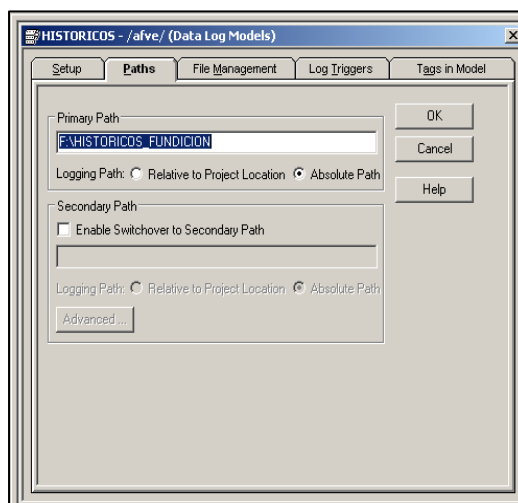 HISTORICOS - /afve/ (Data Log Models)
Setup Paths File Management Log Triggers Tags in Model
Primary Path
F:\HISTORICOS_FUNDICION
Logging Path: Relative to Project Location Absolute Path
Secondary Path
Enable Switchover to Secondary Path
Logging Path: Relative to Project Location Absolute Path
Advanced ...
OK
Cancel
Help